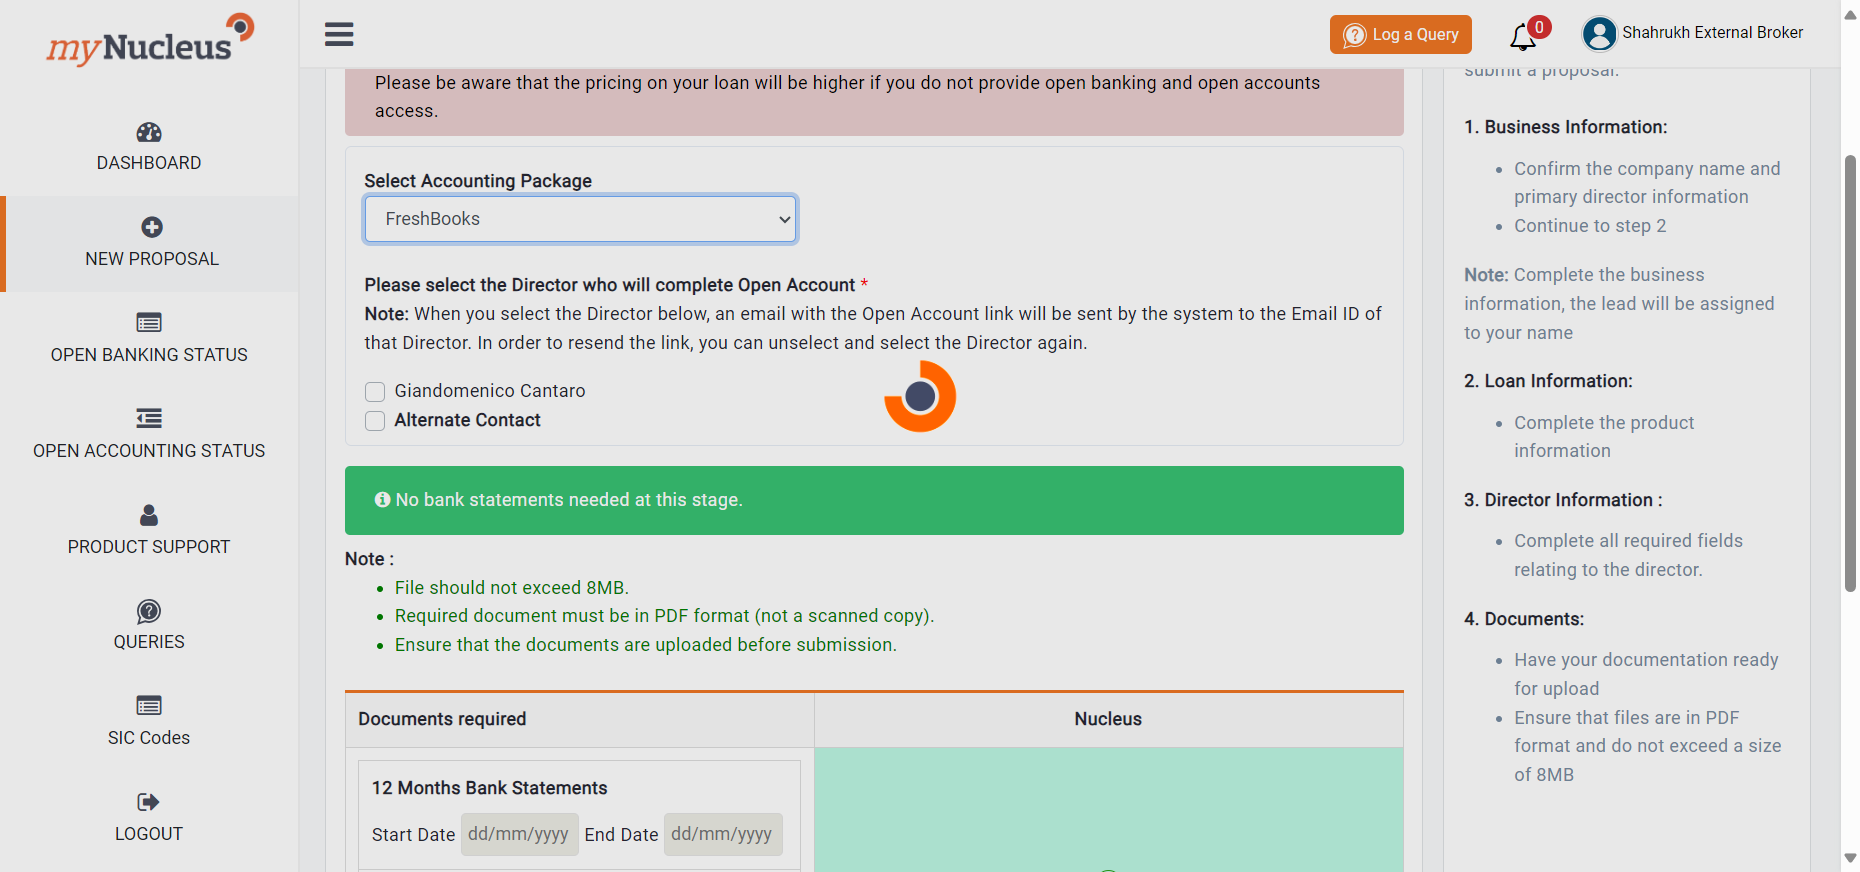 myNucleus
Log a Query
0
Shahrukh External Broker
DASHBOARD
NEW PROPOSAL
OPEN BANKING STATUS
OPEN ACCOUNTING STATUS
PRODUCT SUPPORT
QUERIES
SIC Codes
LOGOUT
Please be aware that the pricing on your loan will be higher if you do not provide open banking and open accounts
access.
Select Accounting Package
FreshBooks
Please select the Director who will complete Open Account *
Note: When you select the Director below, an email with the Open Account link will be sent by the system to the Email ID of
that Director. In order to resend the link, you can unselect and select the Director again.
Giandomenico Cantaro
Alternate Contact
No bank statements needed at this stage.
Note :
File should not exceed 8MB.
Required document must be in PDF format (not a scanned copy).
Ensure that the documents are uploaded before submission.
Documents required
Nucleus
12 Months Bank Statements
Start Date dd/mm/yyyy End Date dd/mm/yyyy
submit a proposal.
1. Business Information:
Confirm the company name and
primary director information
Continue to step 2
Note: Complete the business
information, the lead will be assigned
to your name
2. Loan Information:
Complete the product
information
3. Director Information :
Complete all required fields
relating to the director.
4. Documents:
Have your documentation ready
for upload
Ensure that files are in PDF
format and do not exceed a size
of 8MB